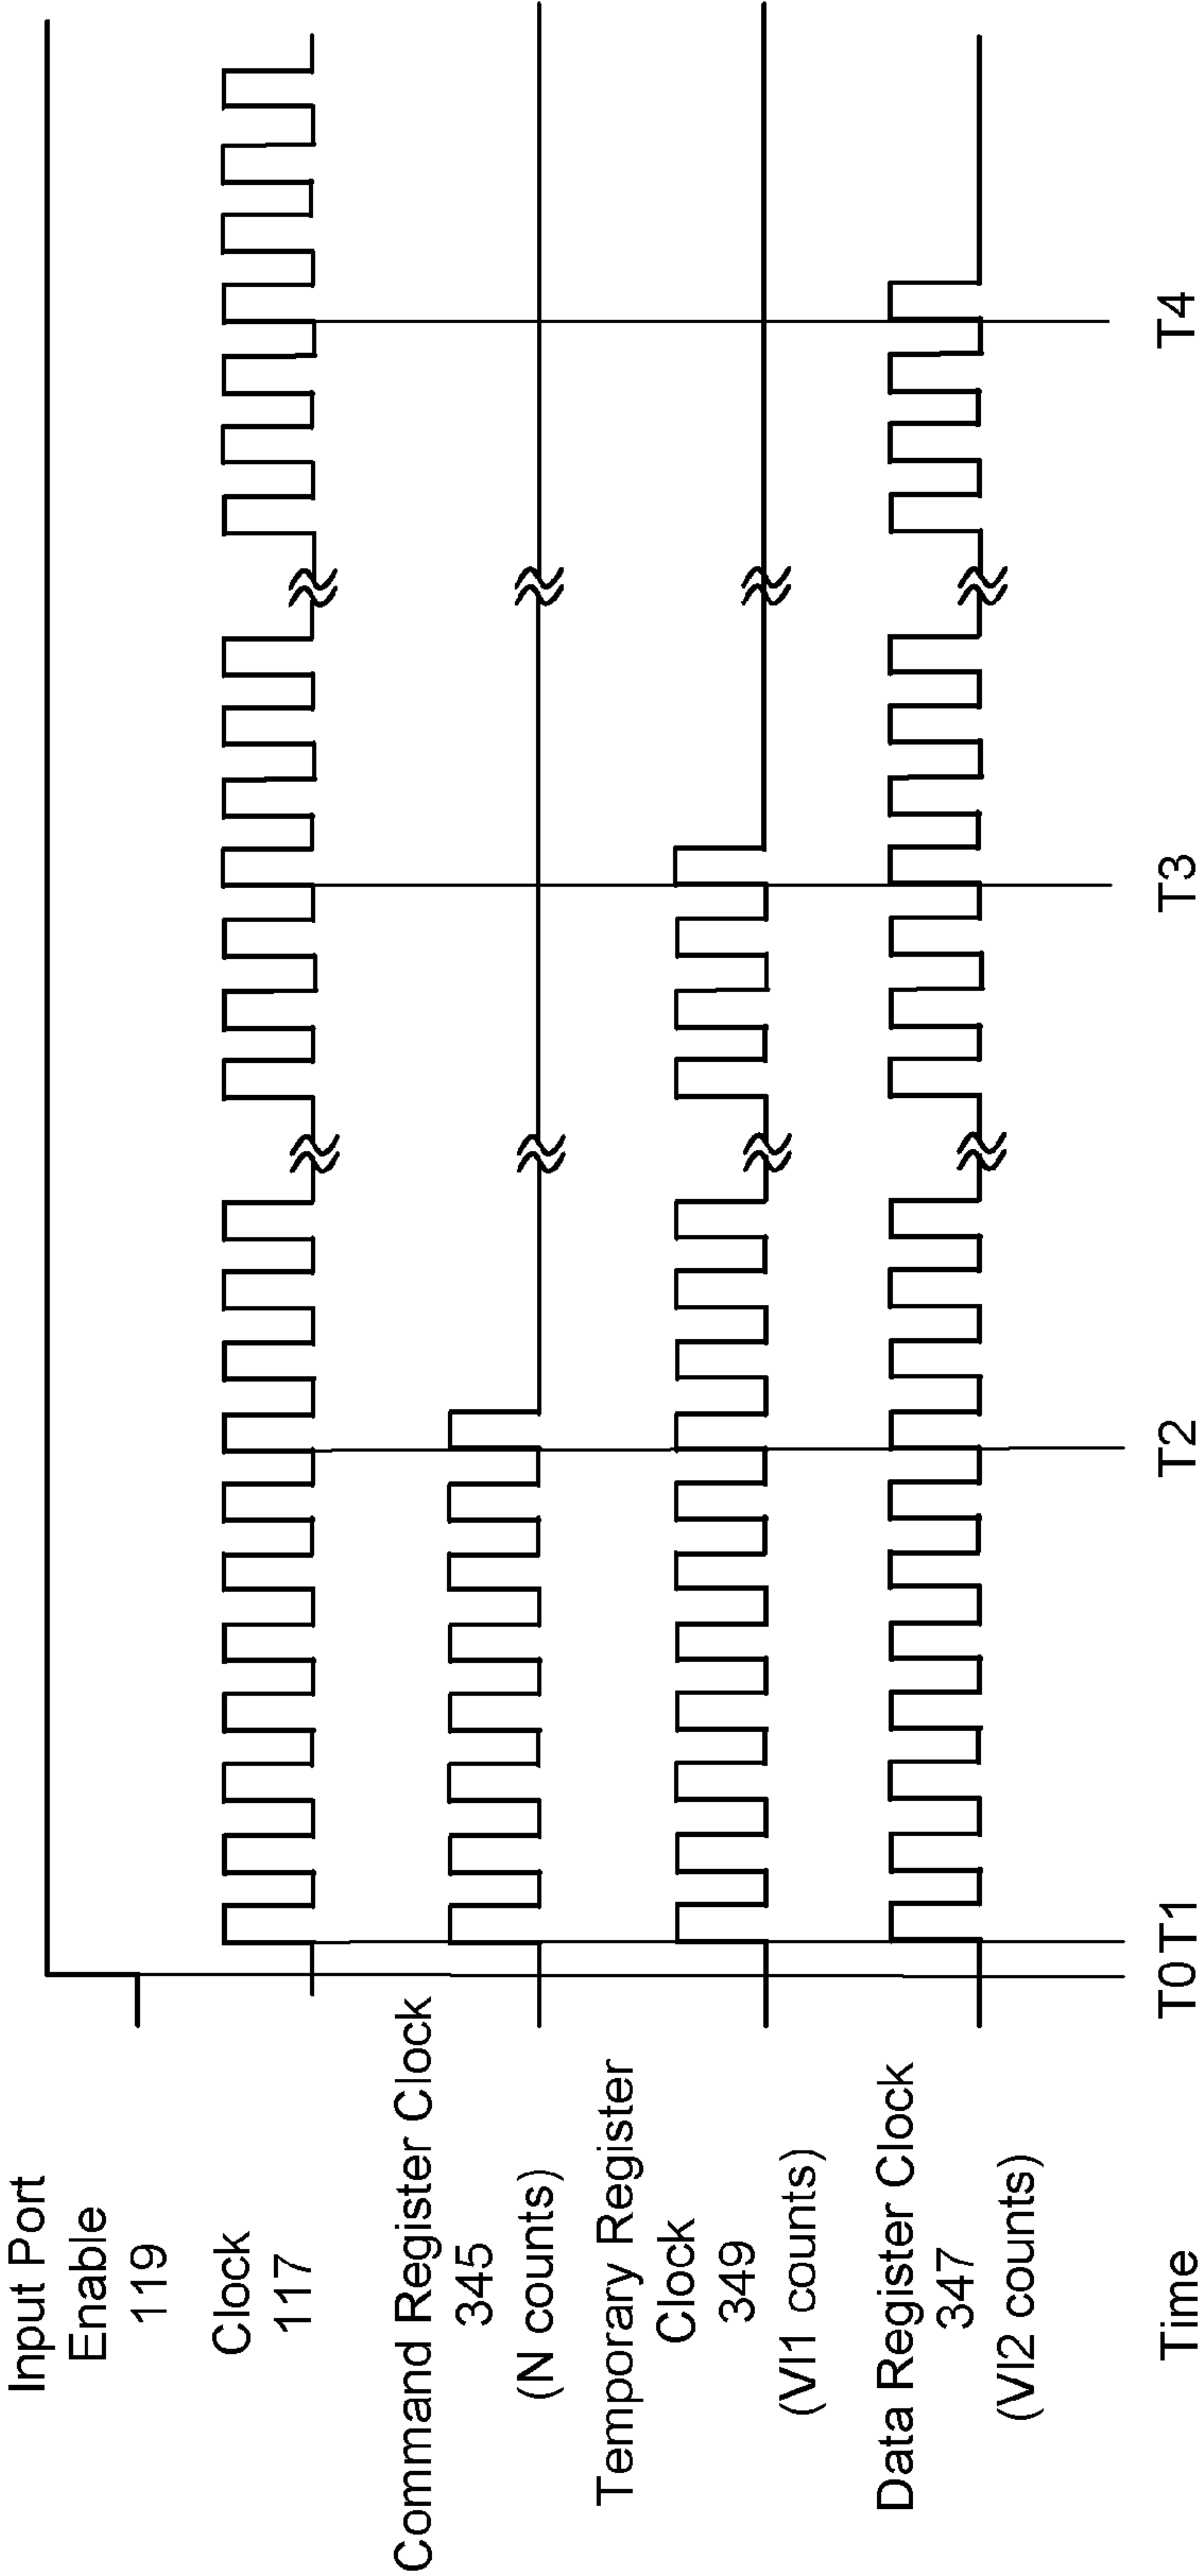 Input Port
Enable
119
Clock
117
Command Register Clock
345
(N counts)
Temporary Register
Clock
349
(VI1 counts)
Data Register Clock
347
(VI2 counts)
Time
T0 T1
T2
T3
T4